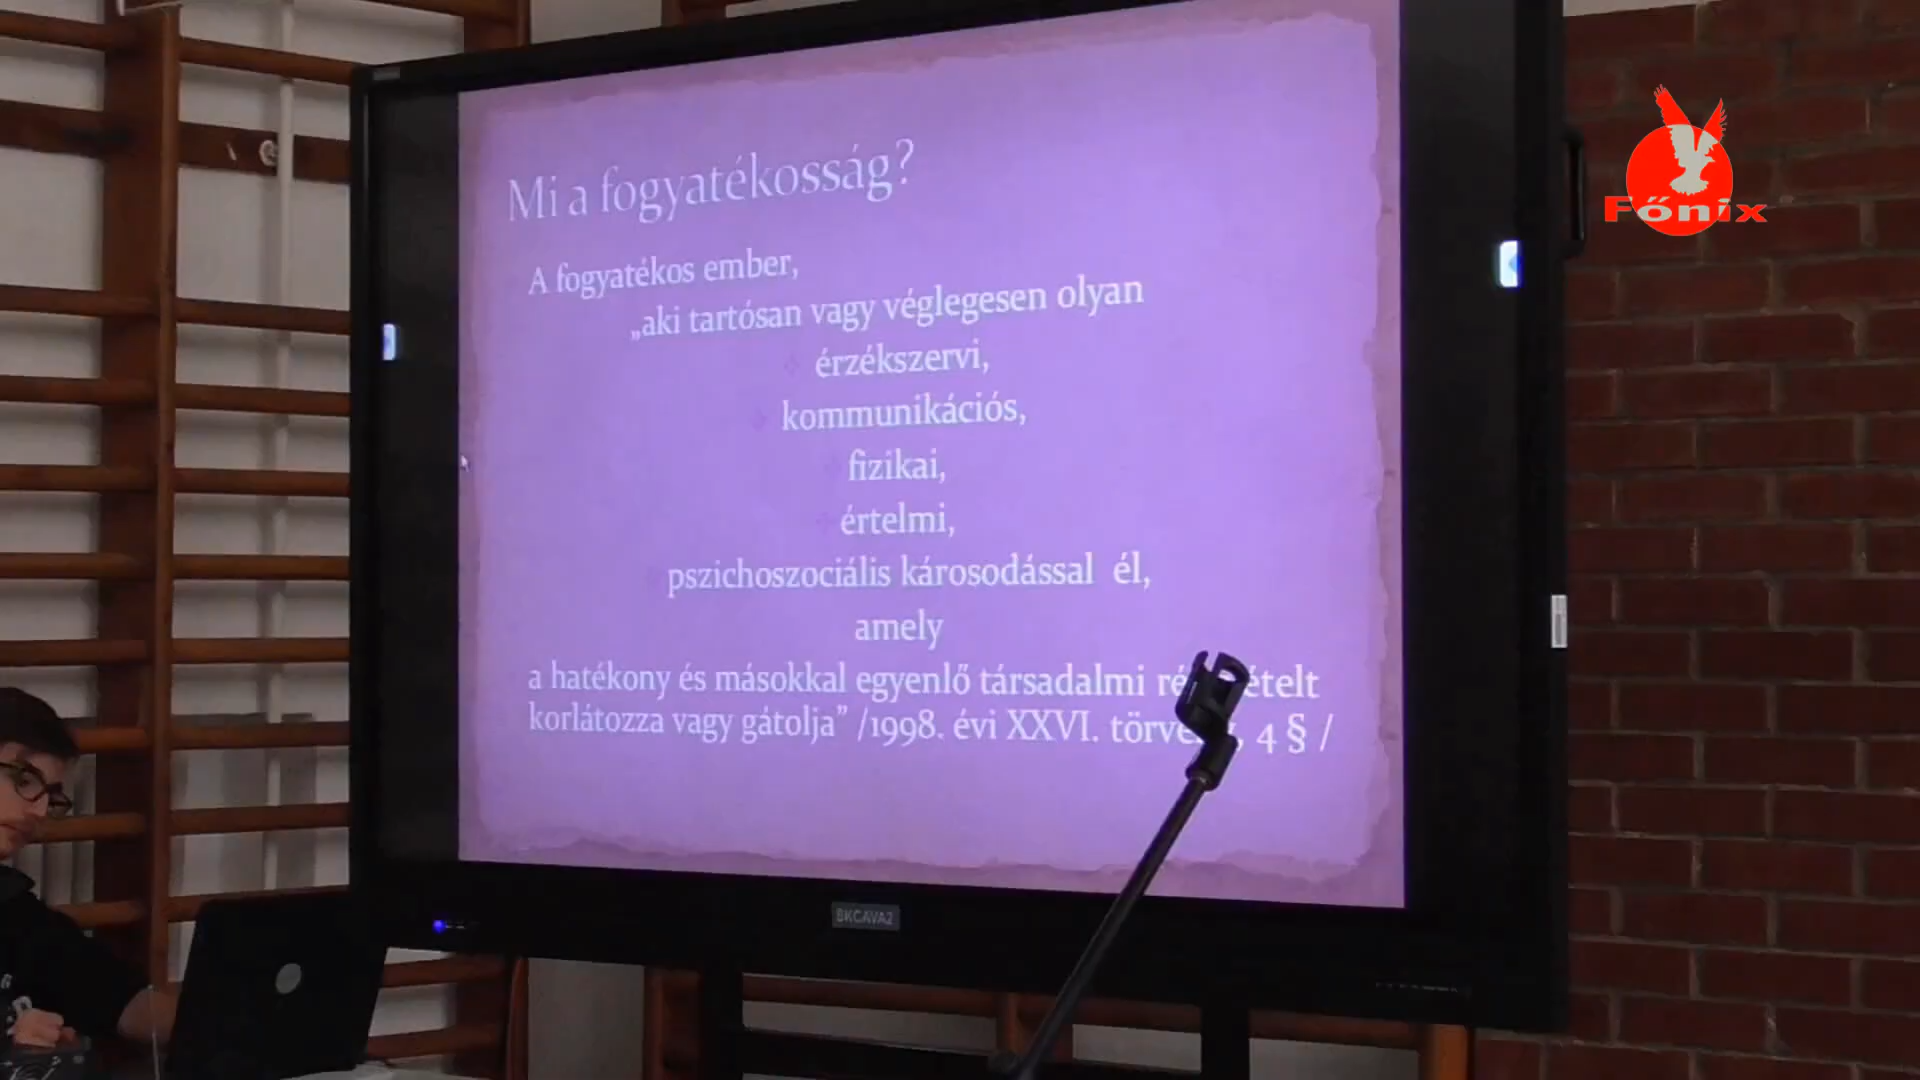 Mi a fogyatékosság?
A fogyatékos ember,
„aki tartósan vagy véglegesen olyan
érzékszervi,
kommunikációs,
fizikai,
értelmi,
pszichoszociális károsodással él,
amely
a hatékony és másokkal egyenlő társadalmi
korlátozza vagy gátolja” /1998. évi XXVI. 4 § /
Főnix